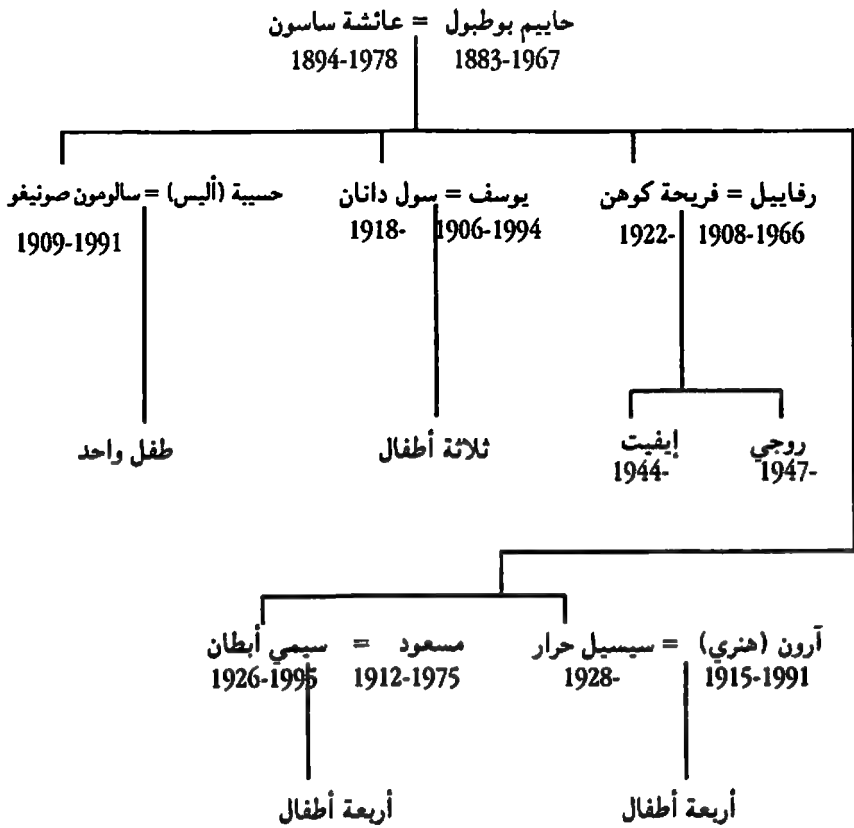 حاييم بوطبول = عائشة ساسون
1883-1967 1894-1978
رفاييل = فريحة كوهن
1908-1966 1922-
يوسف = سول دانان
1906-1994 1918-
حسيبة (أليس) = سالومون صونيغو
1909-1991
روجي
1947-
إيفيت
1944-
ثلاثة أطفال
طفل واحد
آرون (هنري) = سيسيل حرار
1915-1991 1928-
مسعود = سيمي أبطان
1912-1975 1926-1995
أربعة أطفال
أربعة أطفال